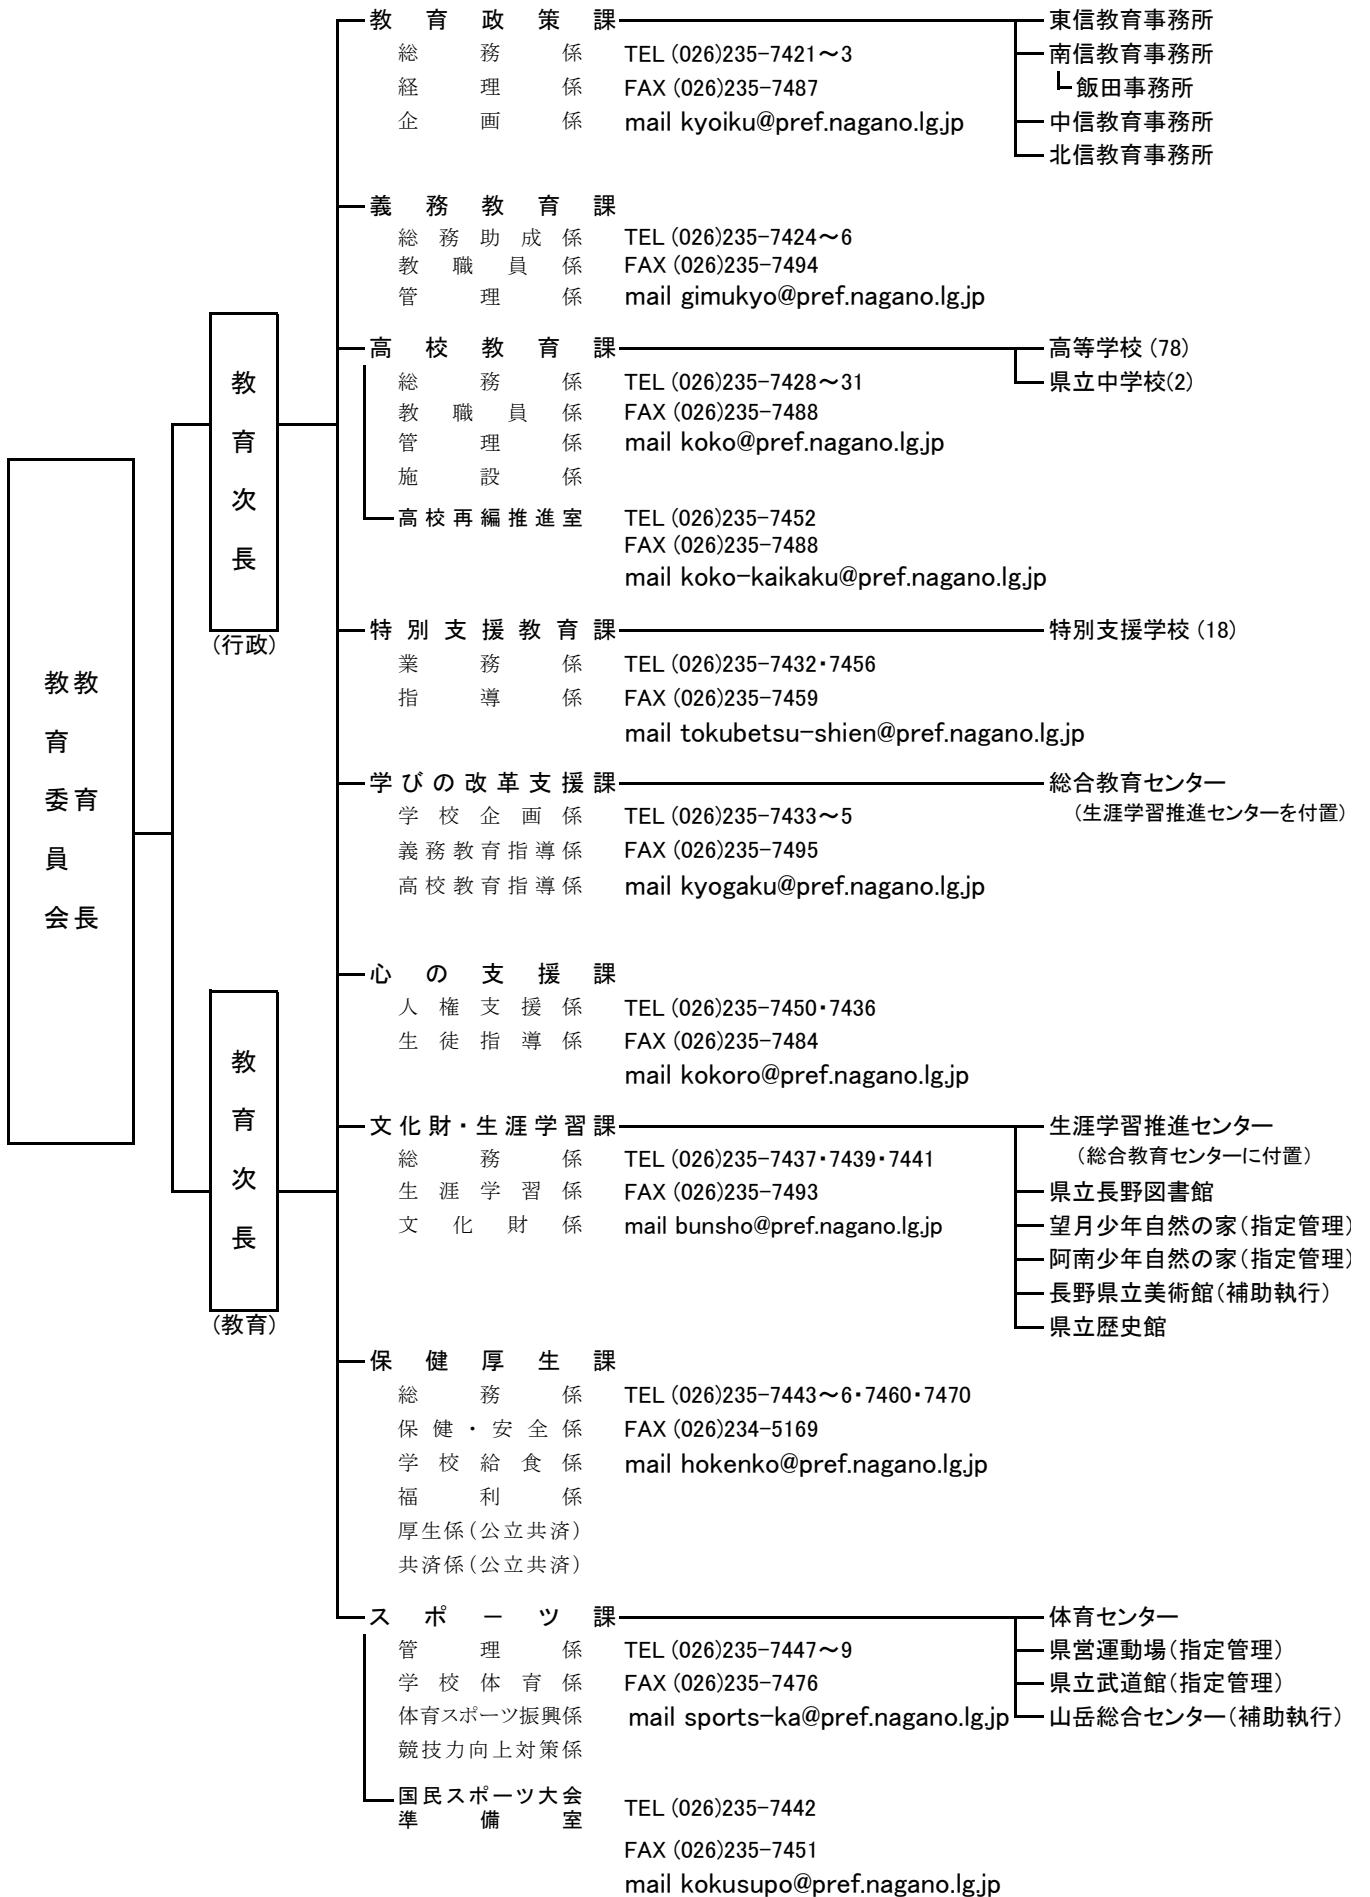 教育委員会
教育長
教育次長
(行政)
教育次長
(教育)
教育政策課
総務係 TEL (026)235-7421～3
経理係 FAX (026)235-7487
企画係 mail kyoiku@pref.nagano.lg.jp
東信教育事務所
南信教育事務所
飯田事務所
中信教育事務所
北信教育事務所
義務教育課
総務助成係 TEL (026)235-7424～6
教職員係 FAX (026)235-7494
管理係 mail gimukyo@pref.nagano.lg.jp
高校教育課
総務係 TEL (026)235-7428～31
教職員係 FAX (026)235-7488
管理係 mail koko@pref.nagano.lg.jp
施設係
高等学校 (78)
県立中学校(2)
高校再編推進室 TEL (026)235-7452
FAX (026)235-7488
mail koko-kaikaku@pref.nagano.lg.jp
特別支援教育課 特別支援学校 (18)
業務係 TEL (026)235-7432・7456
指導係 FAX (026)235-7459
mail tokubetsu-shien@pref.nagano.lg.jp
学びの改革支援課 総合教育センター
(生涯学習推進センターを付置)
学校企画係 TEL (026)235-7433～5
義務教育指導係 FAX (026)235-7495
高校教育指導係 mail kyogaku@pref.nagano.lg.jp
心の支援課
人権支援係 TEL (026)235-7450・7436
生徒指導係 FAX (026)235-7484
mail kokoro@pref.nagano.lg.jp
文化財・生涯学習課
総務係 TEL (026)235-7437・7439・7441
生涯学習係 FAX (026)235-7493
文化財係 mail bunsho@pref.nagano.lg.jp
生涯学習推進センター
(総合教育センターに付置)
県立長野図書館
望月少年自然の家(指定管理)
阿南少年自然の家(指定管理)
長野県立美術館(補助執行)
県立歴史館
保健厚生課
総務係 TEL (026)235-7443～6・7460・7470
保健・安全係 FAX (026)234-5169
学校給食係 mail hokenko@pref.nagano.lg.jp
福利係
厚生係(公立共済)
共済係(公立共済)
スポーツ課
管理係 TEL (026)235-7447～9
学校体育係 FAX (026)235-7476
体育スポーツ振興係 mail sports-ka@pref.nagano.lg.jp
競技力向上対策係
体育センター
県営運動場(指定管理)
県立武道館(指定管理)
山岳総合センター(補助執行)
国民スポーツ大会
準備室 TEL (026)235-7442
FAX (026)235-7451
mail kokusupo@pref.nagano.lg.jp